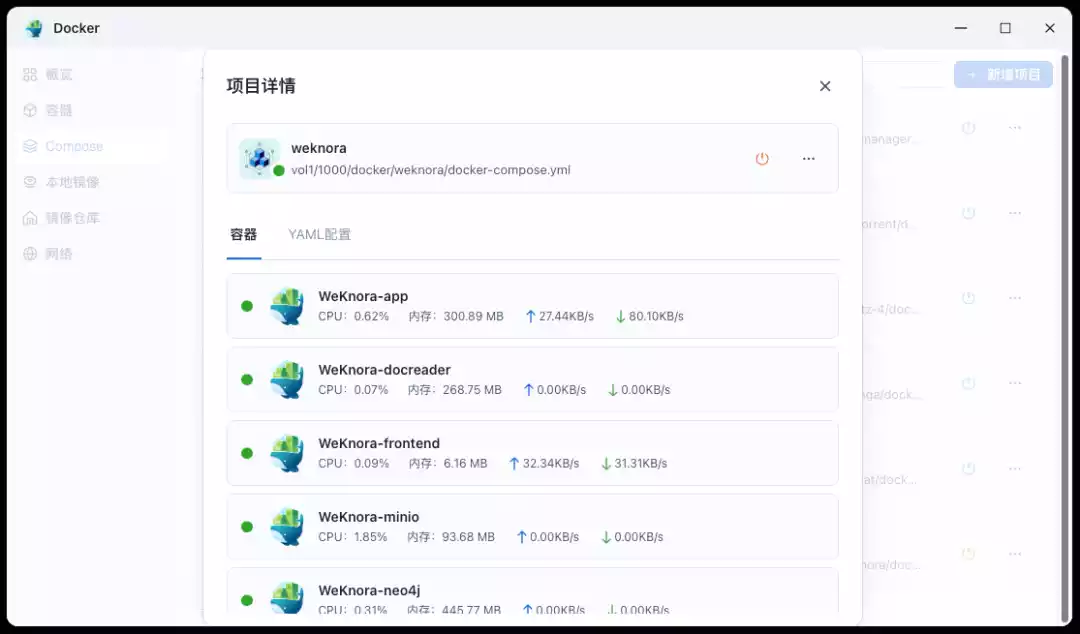 Docker
概览
容器
Compose
本地镜像
镜像仓库
网络
新增项目
项目详情
weknora
vol1/1000/docker/weknora/docker-compose.yml
容器
YAML配置
WeKnora-app
CPU： 0.62% 内存： 300.89 MB ↑27.44KB/s ↓80.10KB/s
WeKnora-docreader
CPU： 0.07% 内存： 268.75 MB ↑0.00KB/s ↓0.00KB/s
WeKnora-frontend
CPU： 0.09% 内存： 6.16 MB ↑32.34KB/s ↓31.31KB/s
WeKnora-minio
CPU： 1.85% 内存： 93.68 MB ↑0.00KB/s ↓0.00KB/s
WeKnora-neo4j
CPU： 0.31% 内存： 445.77 MB ↑0.00KB/s ↓0.00KB/s
nanager...
orrent/d...
tz-4/doc...
nga/dock...
at/dock...
nora/doc...